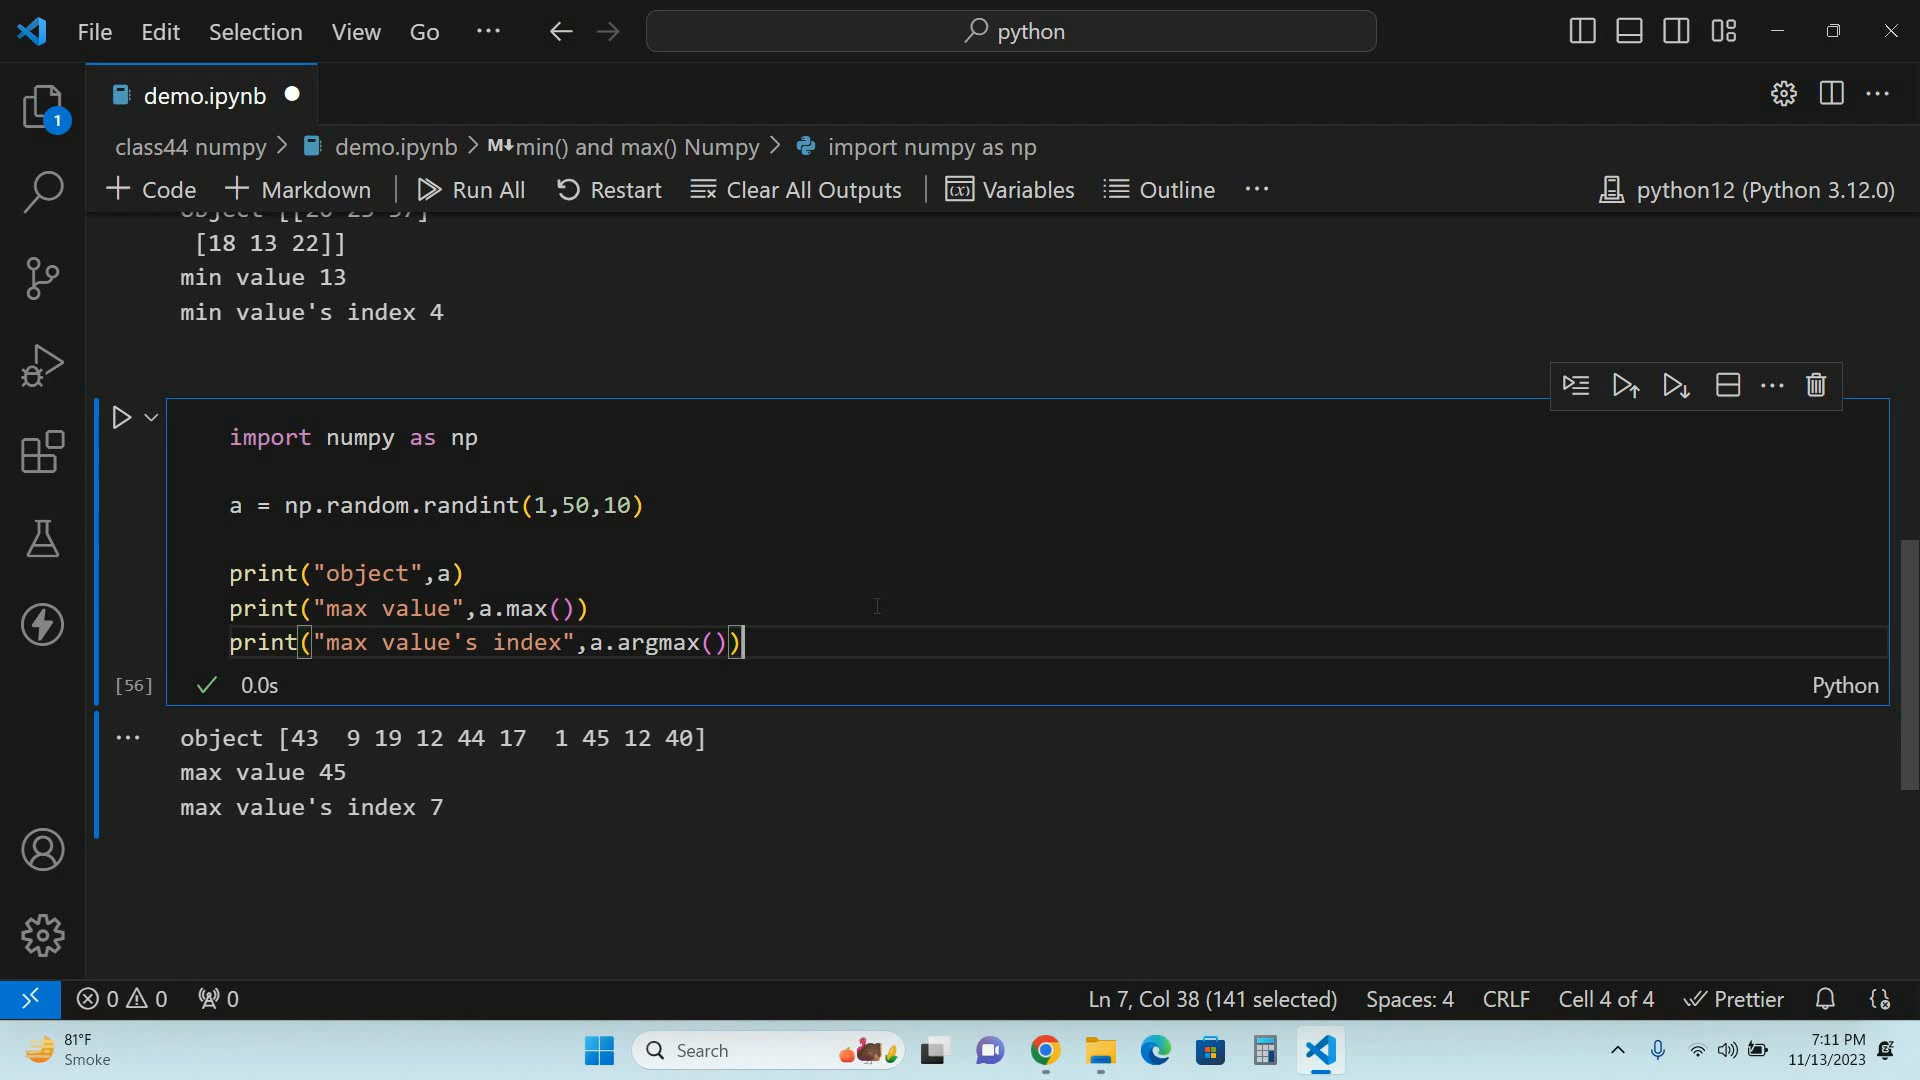 File Edit Selection View Go ··· python
demo.ipynb
1
class44 numpy > demo.ipynb > M↓min() and max() Numpy > import numpy as np
+ Code + Markdown | Run All Restart Clear All Outputs | (x) Variables Outline ··· python12 (Python 3.12.0)
object [[26 25 37]
[18 13 22]]
min value 13
min value's index 4
import numpy as np
a = np.random.randint(1,50,10)
print("object",a)
print("max value",a.max())
print("max value's index",a.argmax())
[56] 0.0s Python
object [43  9 19 12 44 17  1 45 12 40]
max value 45
max value's index 7
0 0 0 Ln 7, Col 38 (141 selected) Spaces: 4 CRLF Cell 4 of 4 Prettier
81°F
Smoke
Search
7:11 PM
11/13/2023